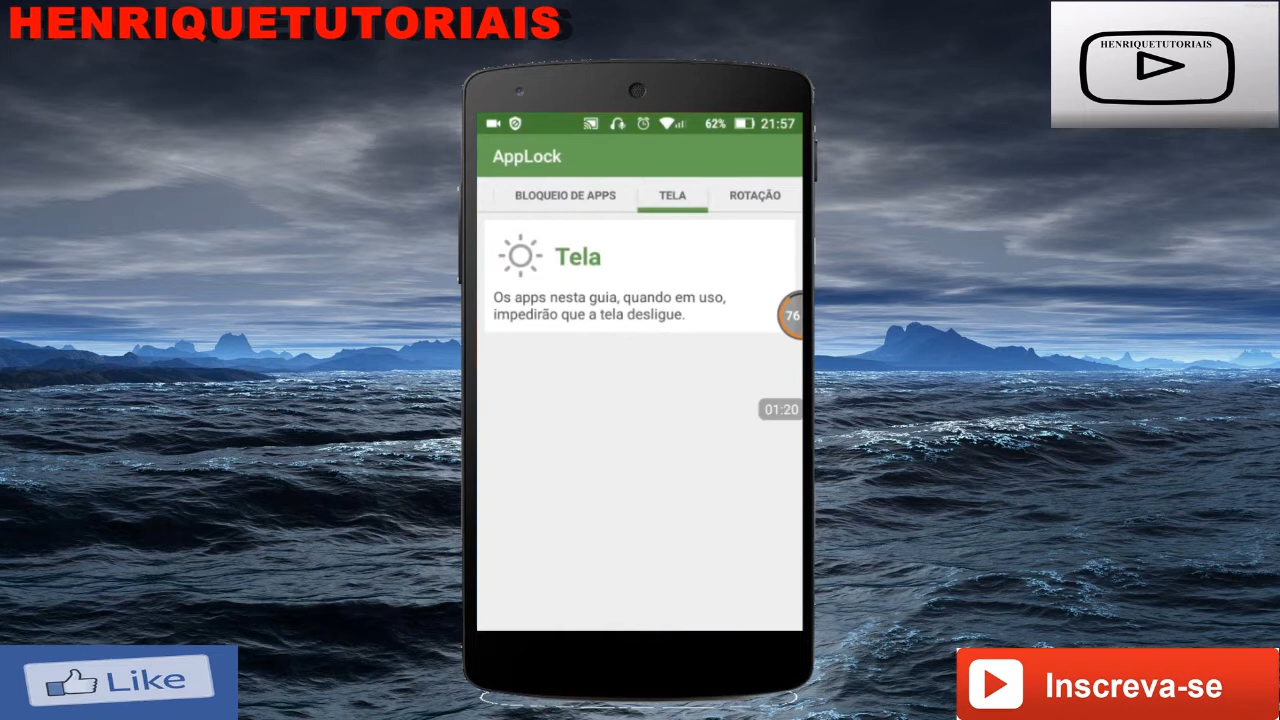 HENRIQUETUTORIAIS
HENRIQUETUTORIAIS
62% 21:57
AppLock
BLOQUEIO DE APPS TELA ROTAÇÃO
Tela
Os apps nesta guia, quando em uso,
impedirão que a tela desligue.
76
01:20
Like
Inscreva-se